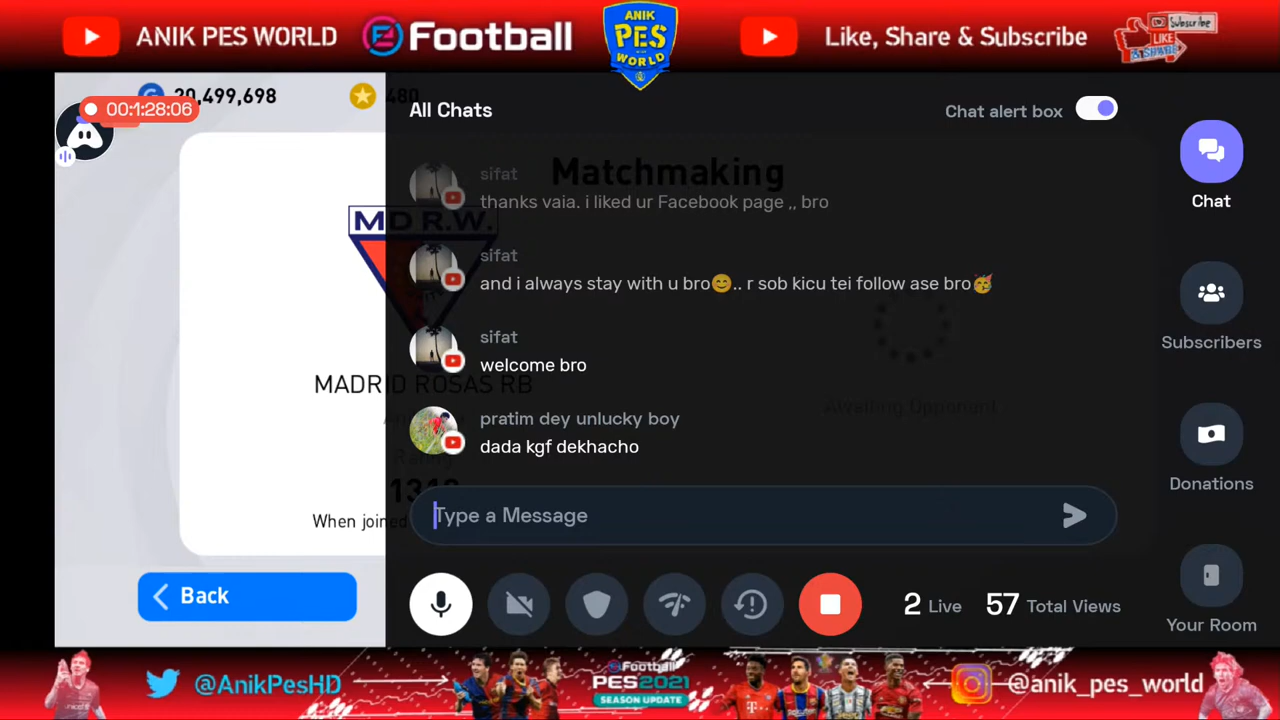 ANIK PES WORLD
eFootball
ANIK
PES
WORLD
Like, Share & Subscribe
Subscribe
LIKE
& SHARE
20,499,698
480
00:1:28:06
All Chats
Chat alert box
Matchmaking
sifat
thanks vaia. i liked ur Facebook page ,, bro
MD R.W.
sifat
and i always stay with u bro😊.. r sob kicu tei follow ase bro🥳
sifat
welcome bro
MADRID ROSAS RB
Awaiting Opponent
pratim dey unlucky boy
dada kgf dekhacho
Rating
When joined
Type a Message
Back
2 Live
57 Total Views
Chat
Subscribers
Donations
Your Room
@AnikPesHD
eFootball
PES2021
SEASON UPDATE
@anik_pes_world